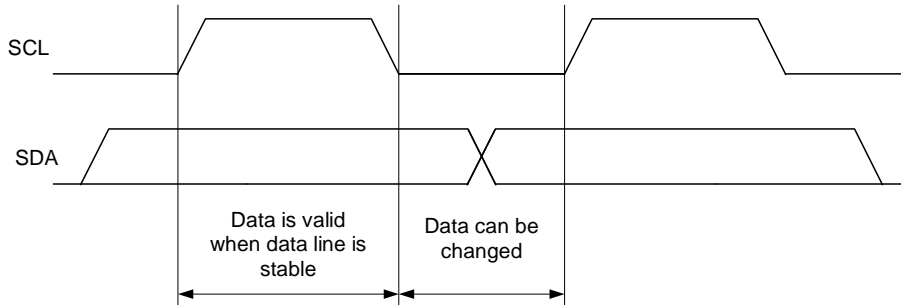 SCL
SDA
Data is valid
when data line is
stable
Data can be
changed